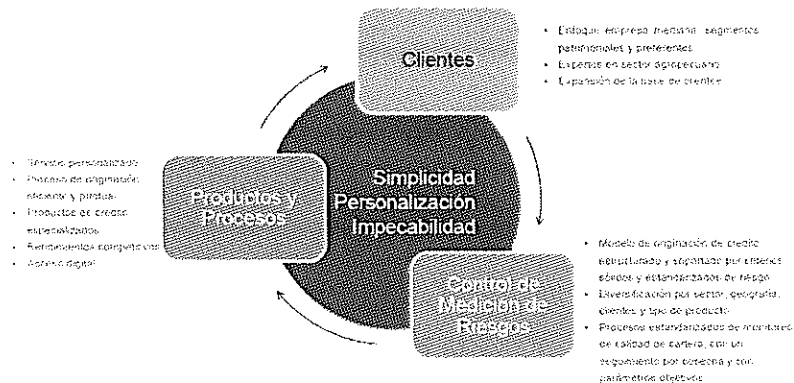 Clientes
• Enfoque empresa mediana, segmentos
patrimoniales y preferentes
• Expertos en sector agropecuario
• Expansión de la base de clientes
• Servicio personalizado
• Proceso de originación
eficiente y puntual
• Productos de crédito
especializados
• Rendimientos competitivos
• Acceso digital
Productos y
Procesos
Simplicidad
Personalización
Impecabilidad
Control de
Medición de
Riesgos
• Modelo de originación de crédito
estructurado y soportado por criterios
sólidos y estandarizados de riesgo
• Diversificación por sector, geografía,
clientes y tipo de producto
• Procesos estandarizados de monitoreo
de calidad de cartera, con un
seguimiento por cosecha y con
parámetros objetivos